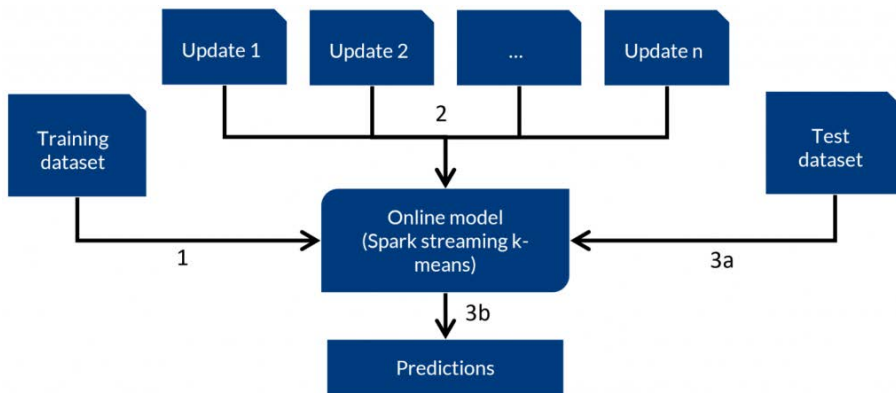 Update 1
Update 2
...
Update n
Training
dataset
2
Test
dataset
Online model
(Spark streaming k-
means)
1
3a
3b
Predictions